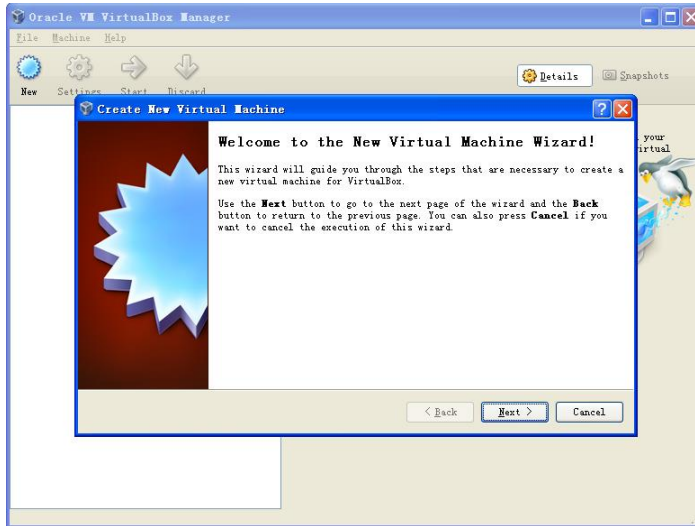 Oracle VM VirtualBox Manager
File Machine Help
New Settings Start Discard
Details Snapshots
your
Create New Virtual Machine
Welcome to the New Virtual Machine Wizard!
This wizard will guide you through the steps that are necessary to create a
new virtual machine for VirtualBox.
Use the Next button to go to the next page of the wizard and the Back
button to return to the previous page. You can also press Cancel if you
want to cancel the execution of this wizard.
< Back Next > Cancel